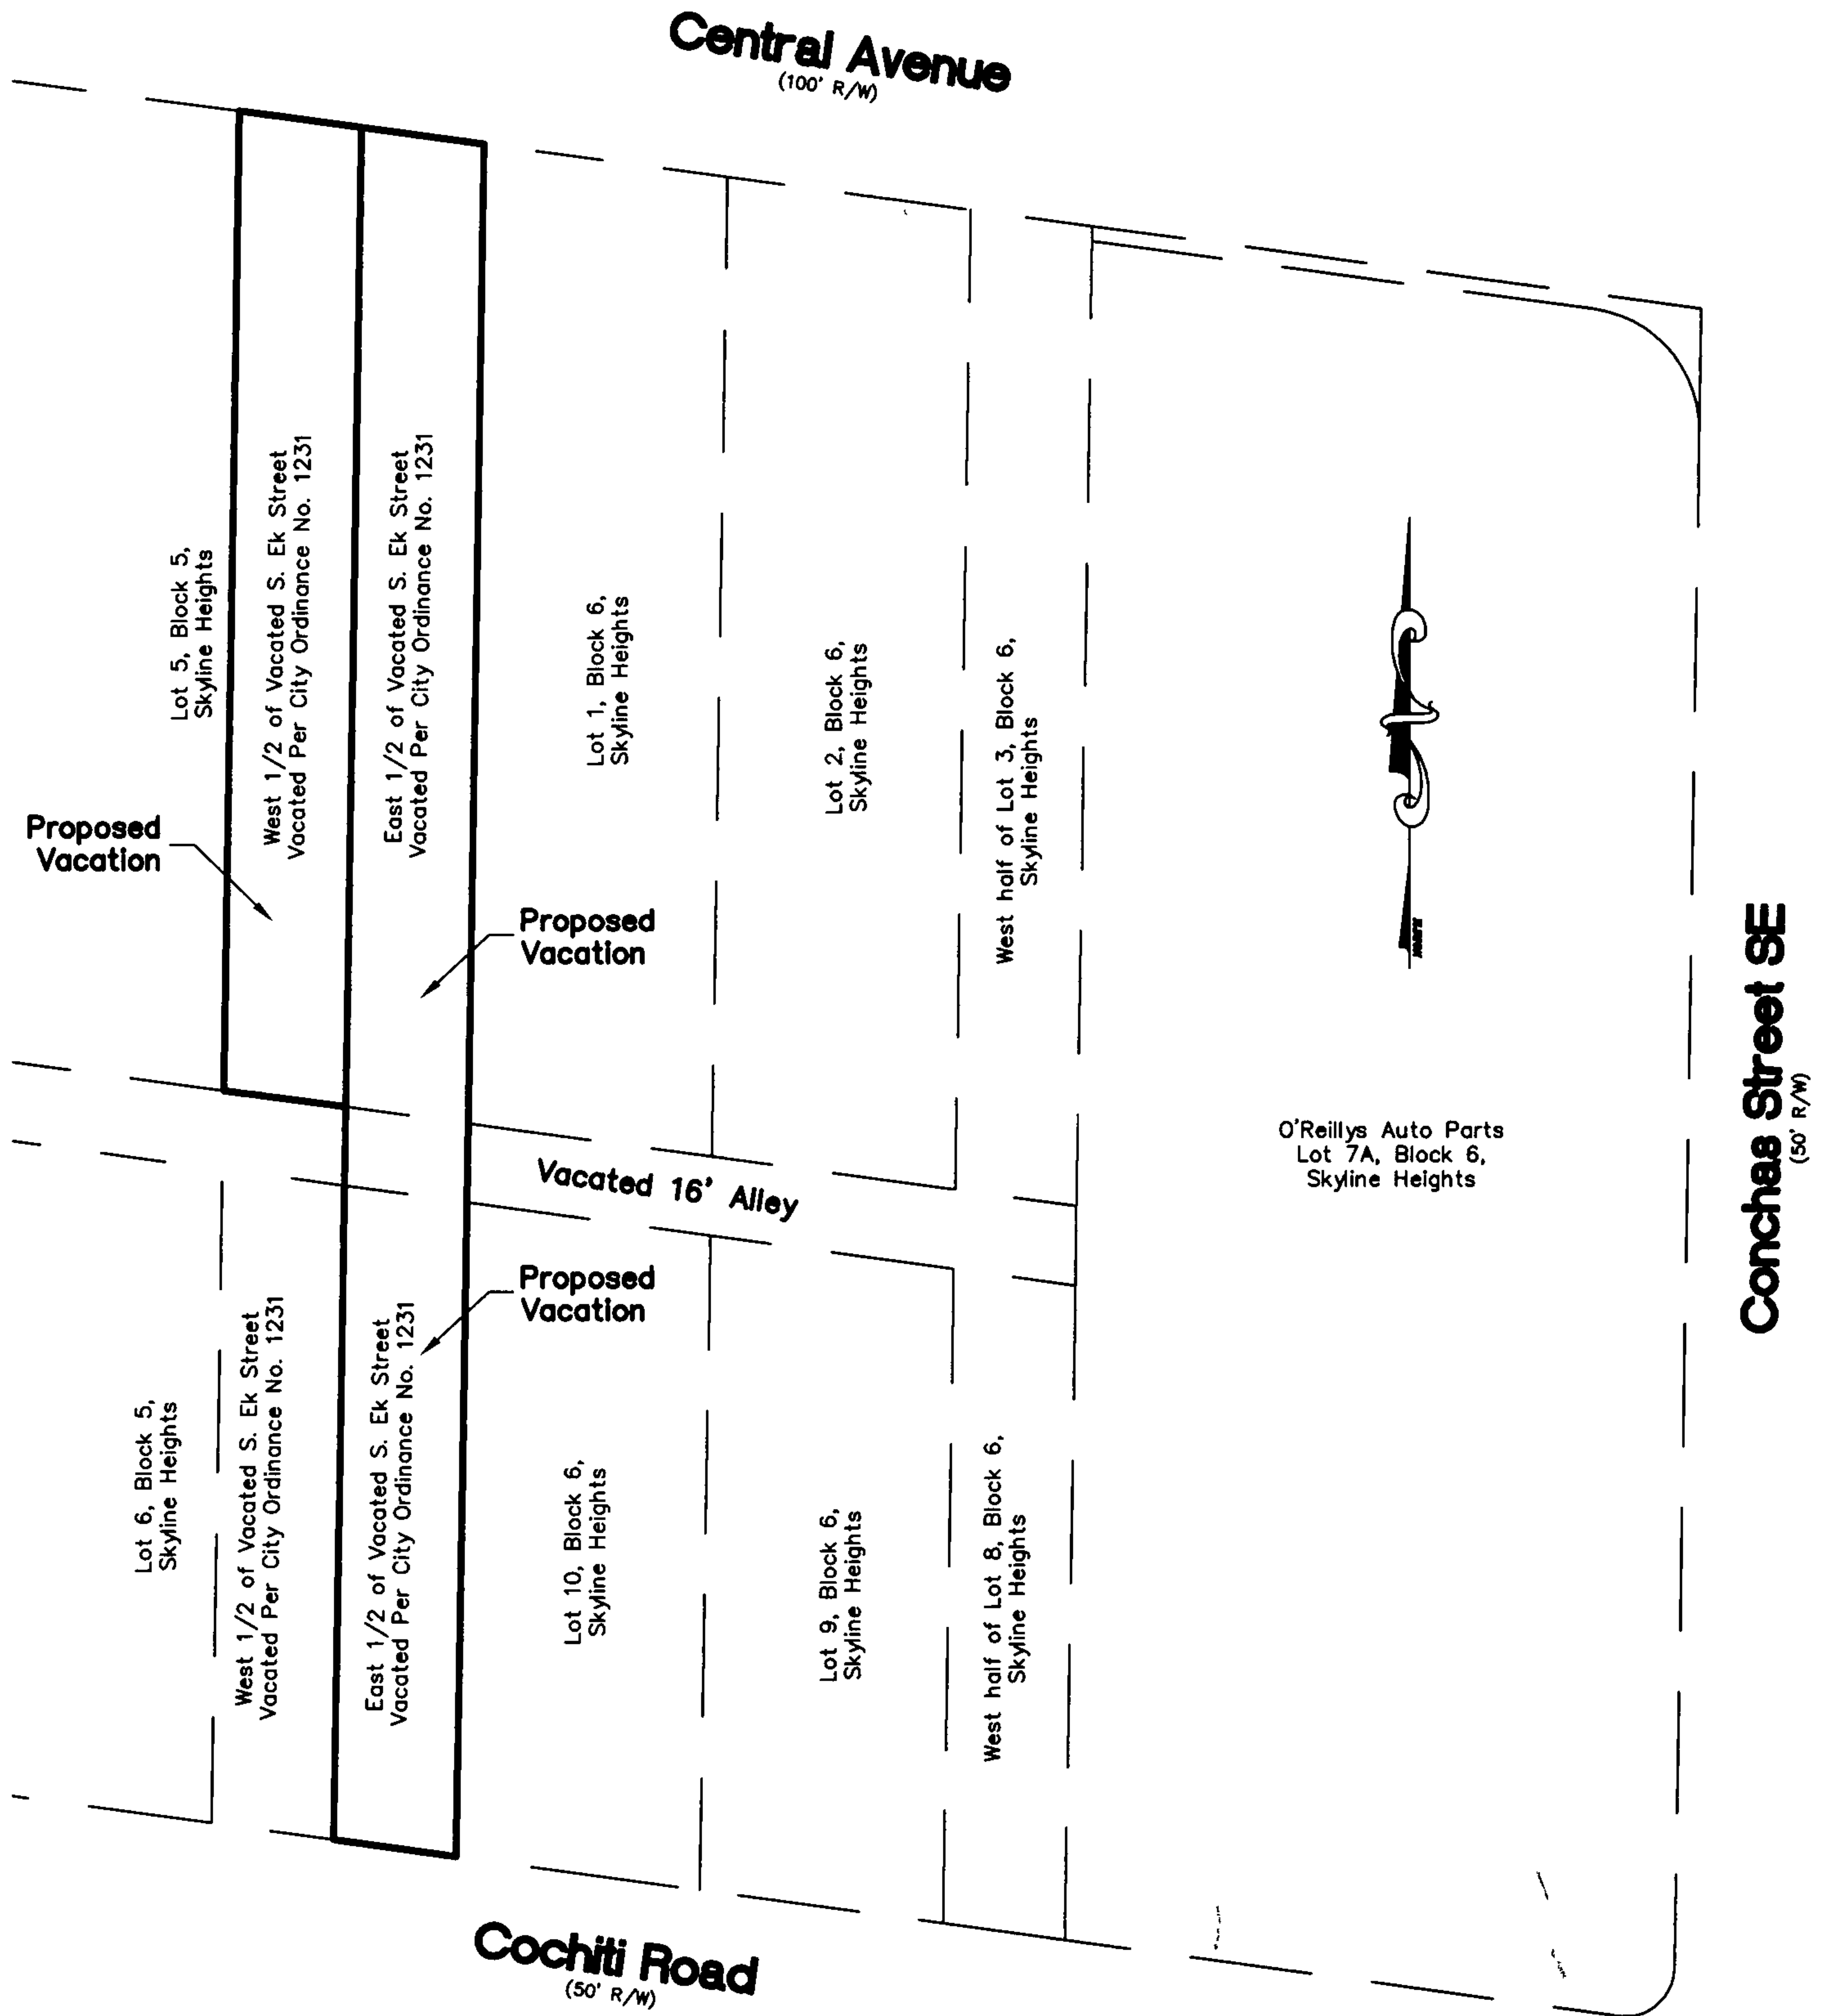 Central Avenue
(100' R/W)
Lot 5, Block 5,
Skyline Heights
West 1/2 of Vacated S. Ek Street
Vacated Per City Ordinance No. 1231
East 1/2 of Vacated S. Ek Street
Vacated Per City Ordinance No. 1231
Lot 1, Block 6,
Skyline Heights
Lot 2, Block 6,
Skyline Heights
West half of Lot 3, Block 6,
Skyline Heights
Proposed
Vacation
Proposed
Vacation
NORTH
Conchas Street SE
(50' R/W)
O'Reillys Auto Parts
Lot 7A, Block 6,
Skyline Heights
Vacated 16' Alley
Proposed
Vacation
Lot 6, Block 5,
Skyline Heights
West 1/2 of Vacated S. Ek Street
Vacated Per City Ordinance No. 1231
East 1/2 of Vacated S. Ek Street
Vacated Per City Ordinance No. 1231
Lot 10, Block 6,
Skyline Heights
Lot 9, Block 6,
Skyline Heights
West half of Lot 8, Block 6,
Skyline Heights
Cochiti Road
(50' R/W)